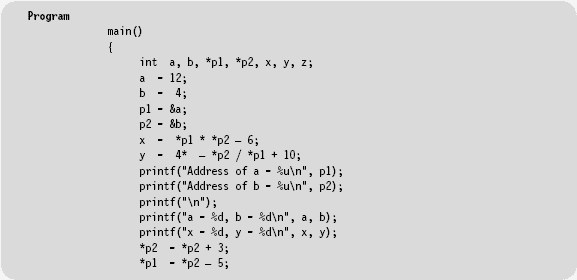 Program
main()
{
int a, b, *p1, *p2, x, y, z;
a = 12;
b = 4;
p1 = &a;
p2 = &b;
x = *p1 * *p2 – 6;
y = 4* – *p2 / *p1 + 10;
printf("Address of a = %u\n", p1);
printf("Address of b = %u\n", p2);
printf("\n");
printf("a = %d, b = %d\n", a, b);
printf("x = %d, y = %d\n", x, y);
*p2 = *p2 + 3;
*p1 = *p2 – 5;